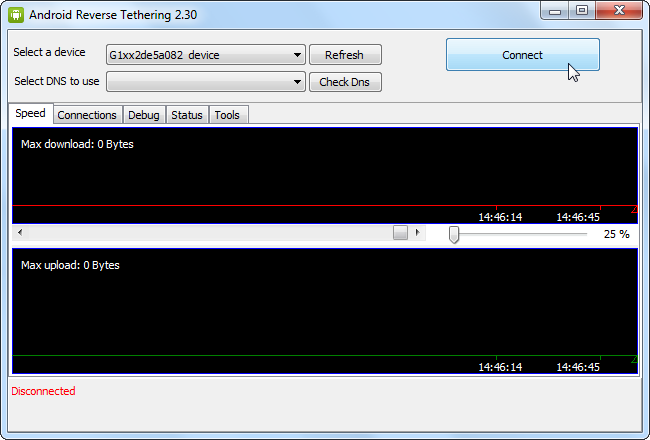 Android Reverse Tethering 2.30
Select a device G1xx2de5a082 device Refresh Connect
Select DNS to use Check Dns
Speed Connections Debug Status Tools
Max download: 0 Bytes
14:46:14 14:46:45
25 %
Max upload: 0 Bytes
14:46:14 14:46:45
Disconnected